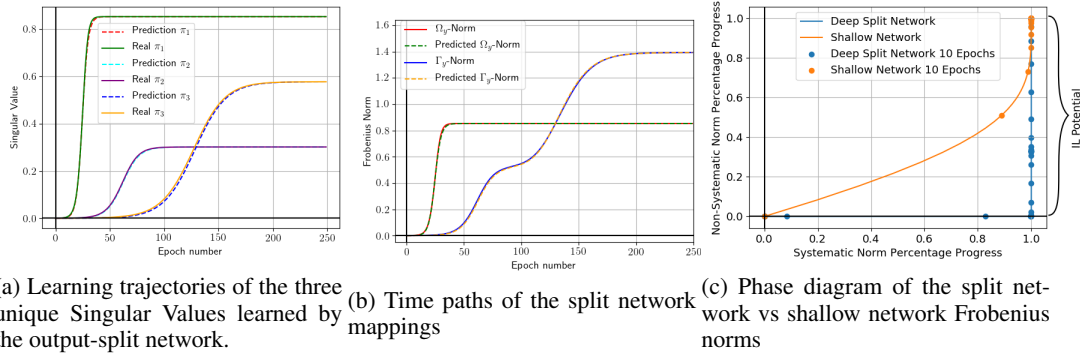 Prediction π1
Real π1
Prediction π2
Real π2
Prediction π3
Real π3
Singular Value
0.8
0.6
0.4
0.2
0.0
0
50
100
150
200
250
Epoch number
Ωy-Norm
Predicted Ωy-Norm
Γy-Norm
Predicted Γy-Norm
Frobenius Norm
1.6
1.4
1.2
1.0
0.8
0.6
0.4
0.2
0.0
0
50
100
150
200
250
Epoch number
Deep Split Network
Shallow Network
Deep Split Network 10 Epochs
Shallow Network 10 Epochs
Non-Systematic Norm Percentage Progress
1.0
0.8
0.6
0.4
0.2
0.0
0.0
0.2
0.4
0.6
0.8
1.0
Systematic Norm Percentage Progress
IL Potential
(a) Learning trajectories of the three
unique Singular Values learned by
the output-split network.
(b) Time paths of the split network
mappings
(c) Phase diagram of the split net-
work vs shallow network Frobenius
norms